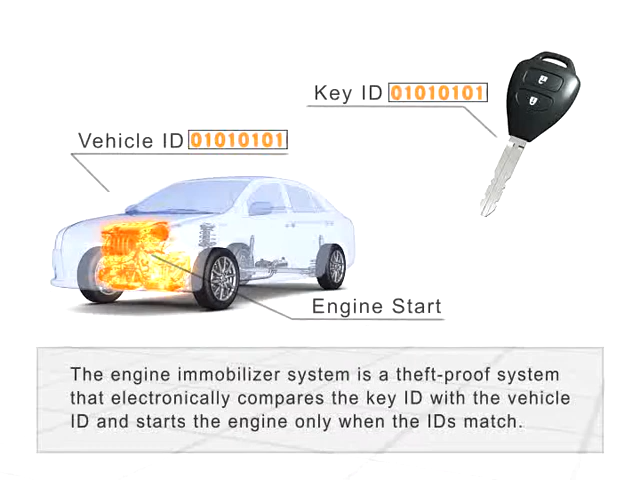 Key ID 01010101
Vehicle ID 01010101
Engine Start
The engine immobilizer system is a theft-proof system
that electronically compares the key ID with the vehicle
ID and starts the engine only when the IDs match.